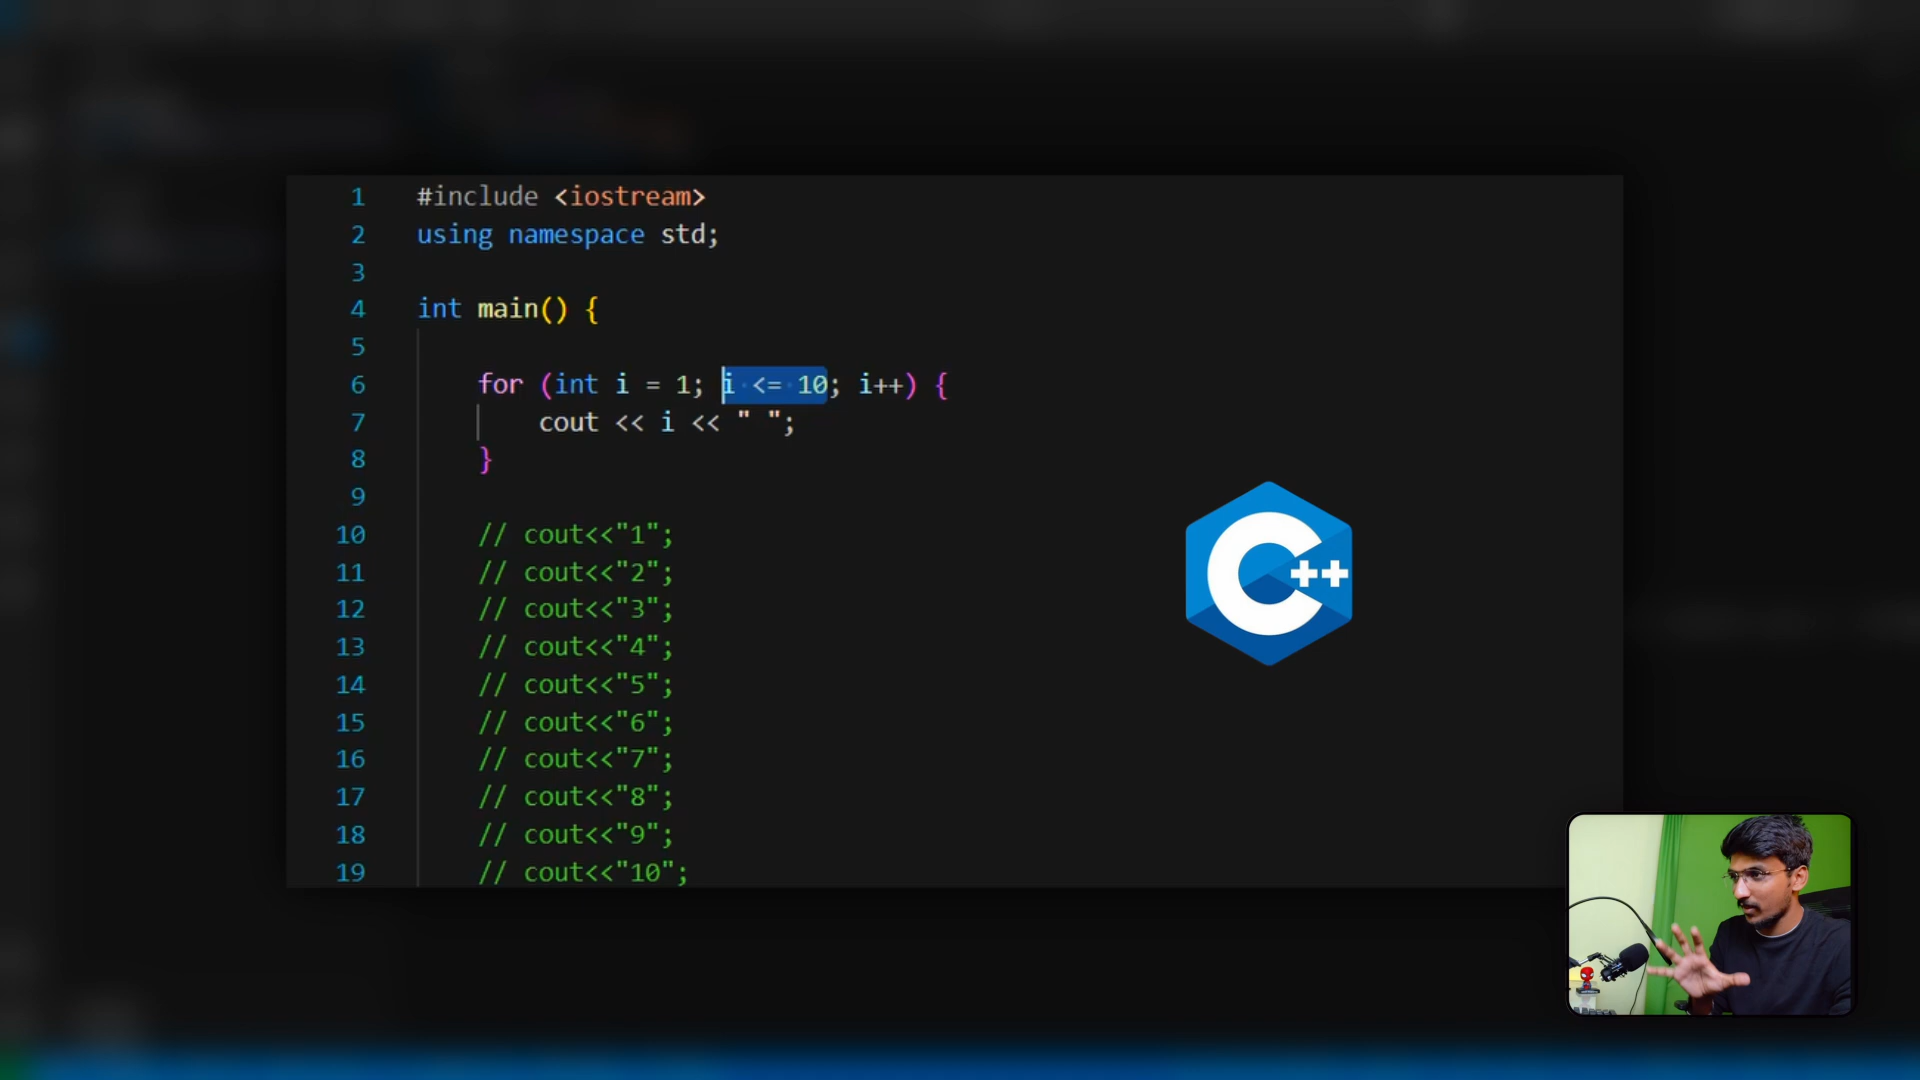 1 #include <iostream>
2 using namespace std;
3
4 int main() {
5
6 for (int i = 1; i <= 10; i++) {
7 cout << i << " ";
8 }
9
10 // cout<<"1";
11 // cout<<"2";
12 // cout<<"3";
13 // cout<<"4";
14 // cout<<"5";
15 // cout<<"6";
16 // cout<<"7";
17 // cout<<"8";
18 // cout<<"9";
19 // cout<<"10";
C++